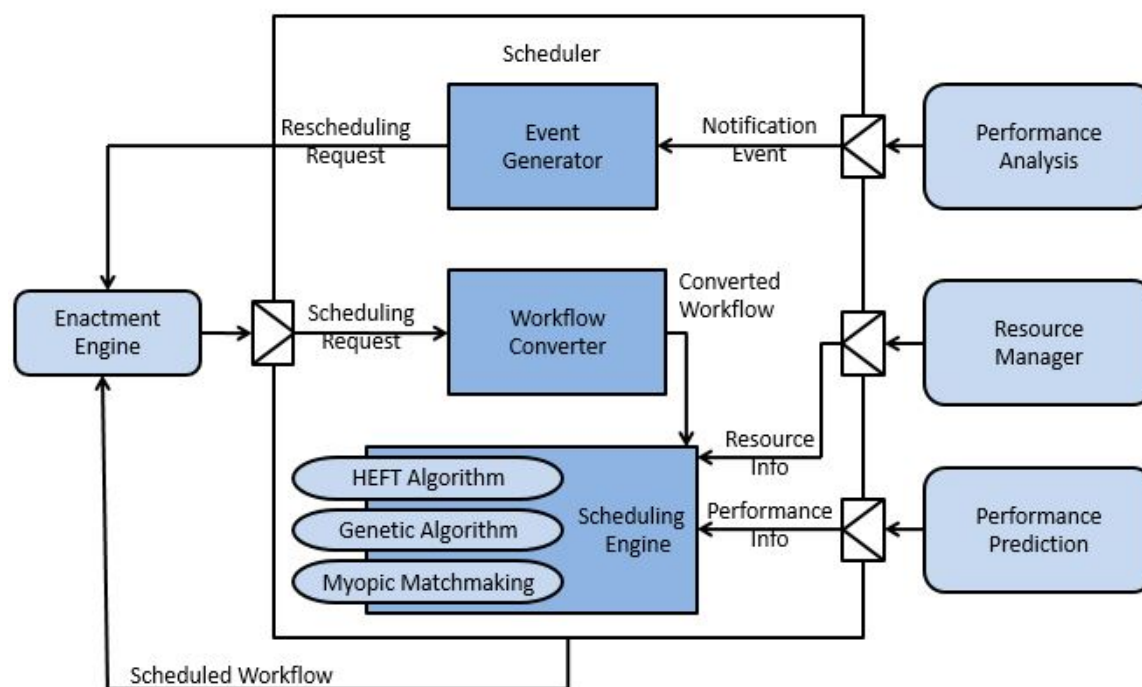 Scheduler
Rescheduling
Request
Event
Generator
Notification
Event
Performance
Analysis
Enactment
Engine
Scheduling
Request
Workflow
Converter
Converted
Workflow
Resource
Manager
HEFT Algorithm
Genetic Algorithm
Myopic Matchmaking
Scheduling
Engine
Resource
Info
Performance
Info
Performance
Prediction
Scheduled Workflow